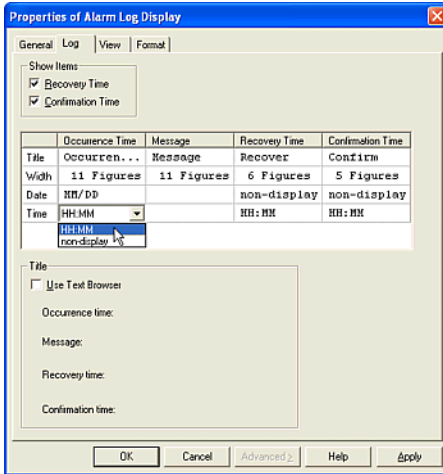 Properties of Alarm Log Display
General Log View Format
Show Items
Recovery Time
Confirmation Time
Occurrence Time Message Recovery Time Confirmation Time
Title Occurren... Message Recover Confirm
Width 11 Figures 11 Figures 6 Figures 5 Figures
Date MM/DD non-display non-display
Time HH:MM HH:MM HH:MM
HH:MM
non-display
Title
Use Text Browser
Occurrence time:
Message:
Recovery time:
Confirmation time:
OK Cancel Advanced > Help Apply